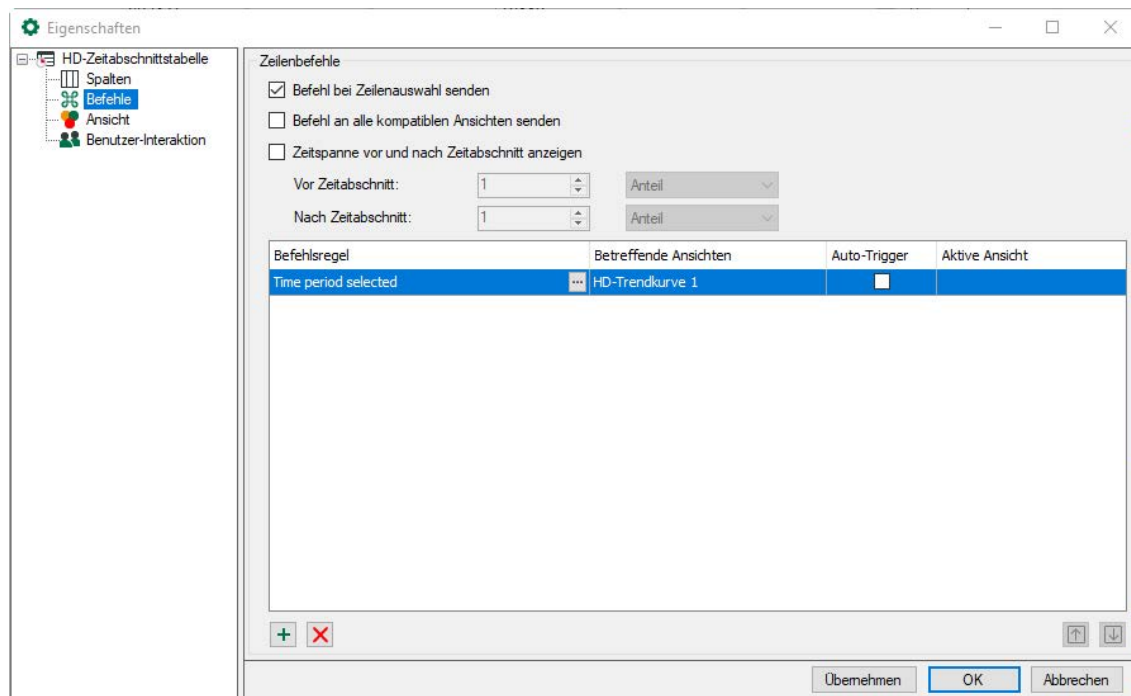 Eigenschaften
HD-Zeitabschnittstabelle
Spalten
Befehle
Ansicht
Benutzer-Interaktion
Zeilenbefehle
Befehl bei Zeilenauswahl senden
Befehl an alle kompatiblen Ansichten senden
Zeitspanne vor und nach Zeitabschnitt anzeigen
Vor Zeitabschnitt: 1 Anteil
Nach Zeitabschnitt: 1 Anteil
Befehlsregel Betreffende Ansichten Auto-Trigger Aktive Ansicht
Time period selected ... HD-Trendkurve 1
Übernehmen OK Abbrechen